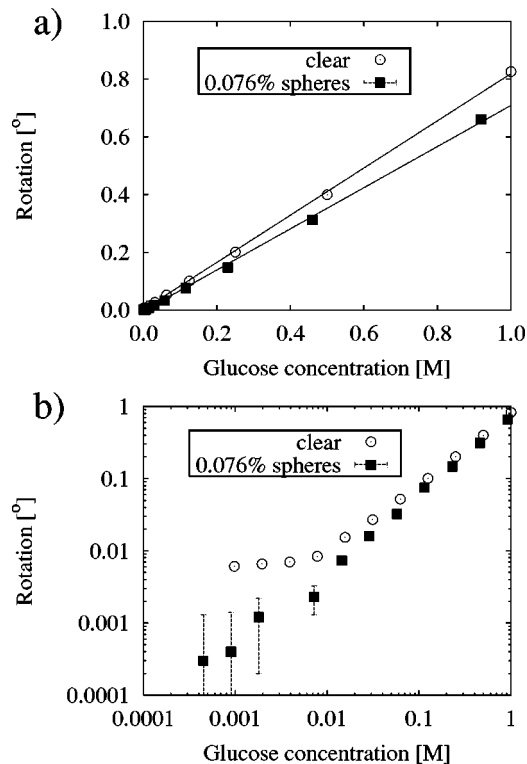 a)
1.0
0.8
0.6
0.4
0.2
0.0
Rotation [°]
clear
0.076% spheres
0.0 0.2 0.4 0.6 0.8 1.0
Glucose concentration [M]
b)
1
0.1
0.01
0.001
0.0001
Rotation [°]
clear
0.076% spheres
0.0001 0.001 0.01 0.1 1
Glucose concentration [M]